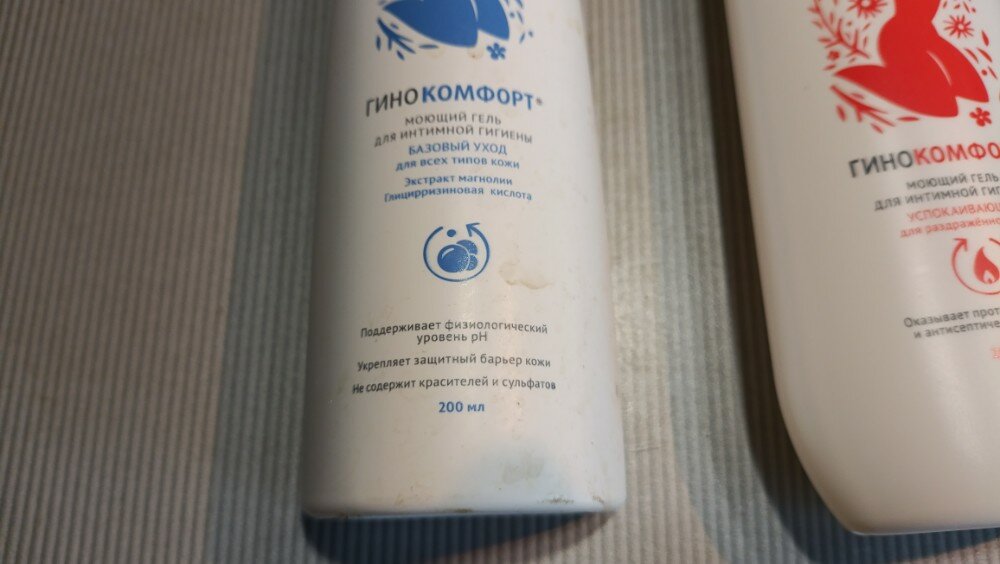 ГИНОКОМФОРТ®
МОЮЩИЙ ГЕЛЬ
ДЛЯ ИНТИМНОЙ ГИГИЕНЫ
БАЗОВЫЙ УХОД
для всех типов кожи
Экстракт магнолии
Глицирризиновая кислота
Поддерживает физиологический
уровень pH
Укрепляет защитный барьер кожи
Не содержит красителей и сульфатов
200 мл
ГИНОКОМФО
МОЮЩИЙ ГЕЛЬ
ДЛЯ ИНТИМНОЙ ГИГ
УСПОКАИВАЮЩ
для раздражённо
Оказывает прот
и антисептиче